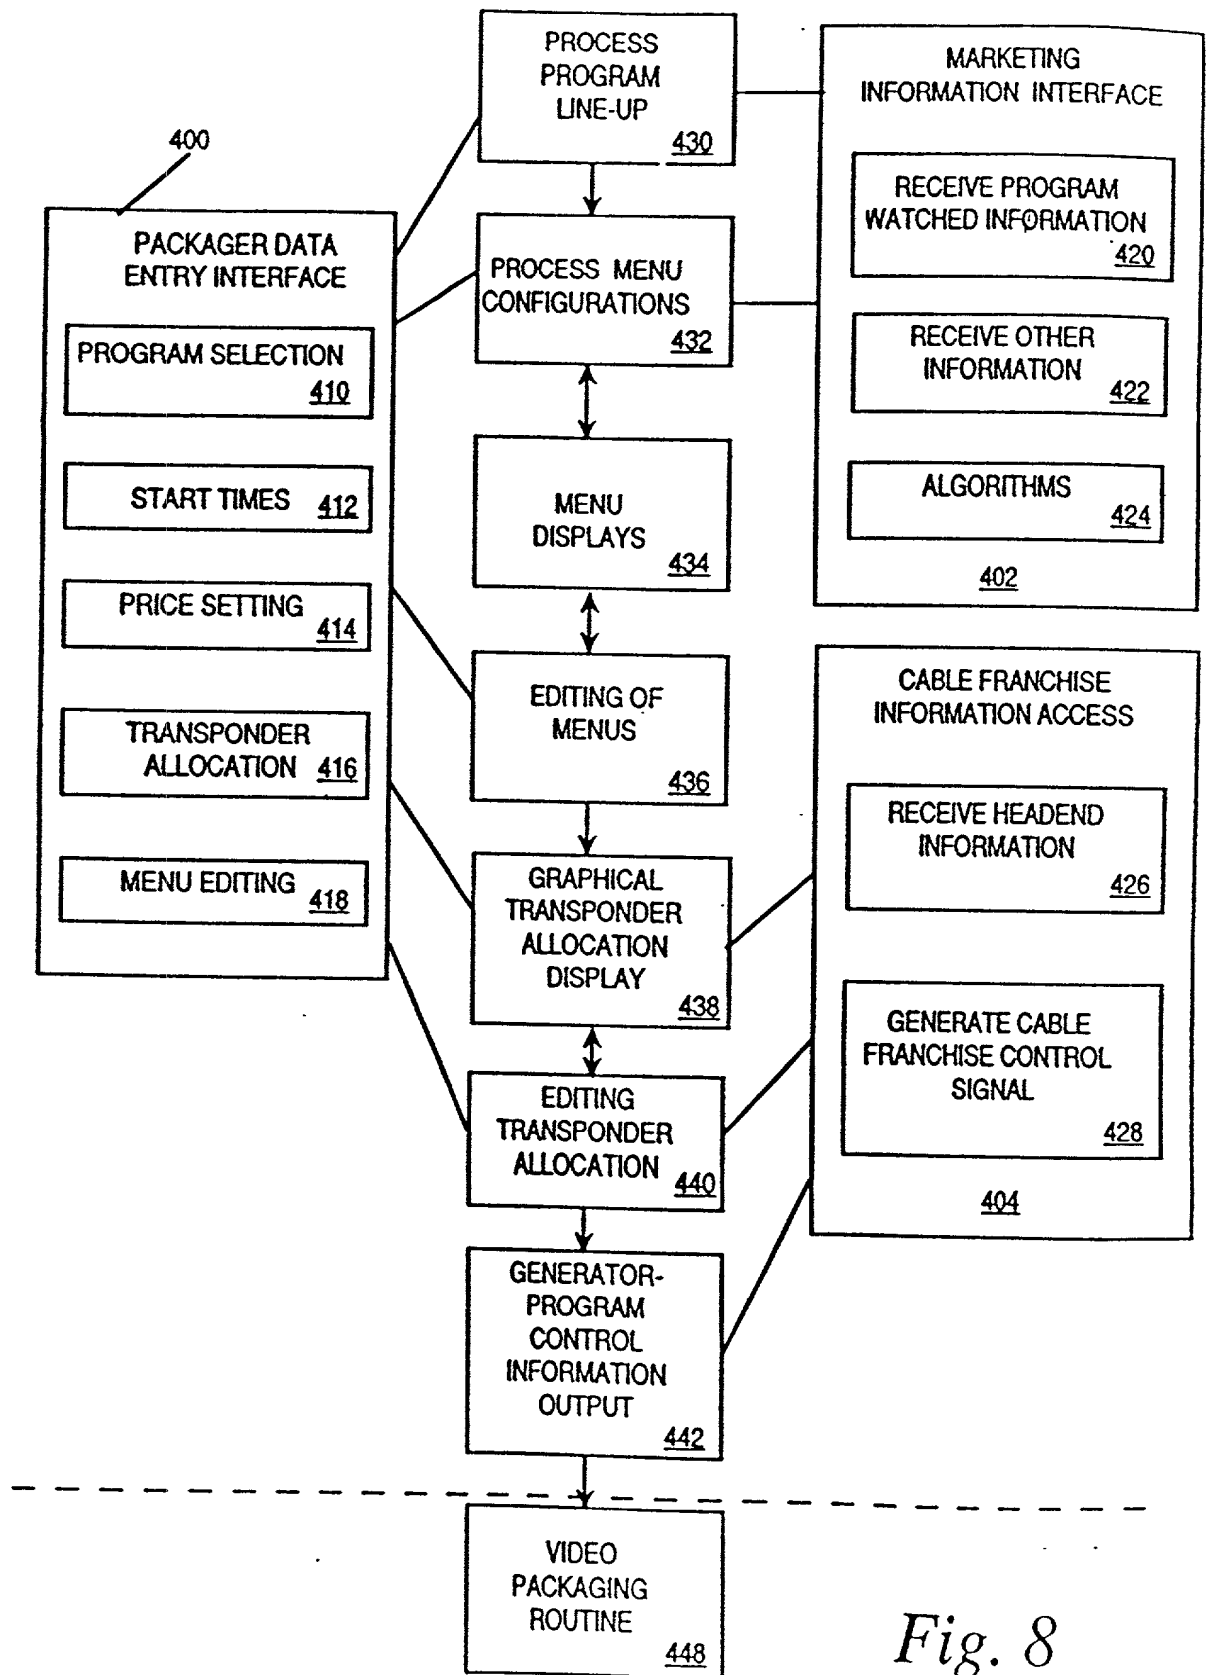 PROCESS
PROGRAM
LINE-UP
430
MARKETING
INFORMATION INTERFACE
RECEIVE PROGRAM
WATCHED INFORMATION
420
RECEIVE OTHER
INFORMATION
422
ALGORITHMS
424
402
400
PACKAGER DATA
ENTRY INTERFACE
PROGRAM SELECTION
410
START TIMES 412
PRICE SETTING
414
TRANSPONDER
ALLOCATION 416
MENU EDITING 418
PROCESS MENU
CONFIGURATIONS
432
MENU
DISPLAYS
434
EDITING OF
MENUS
436
GRAPHICAL
TRANSPONDER
ALLOCATION
DISPLAY
438
EDITING
TRANSPONDER
ALLOCATION
440
GENERATOR-
PROGRAM
CONTROL
INFORMATION
OUTPUT
442
CABLE FRANCHISE
INFORMATION ACCESS
RECEIVE HEADEND
INFORMATION
426
GENERATE CABLE
FRANCHISE CONTROL
SIGNAL
428
404
VIDEO
PACKAGING
ROUTINE
448
Fig. 8